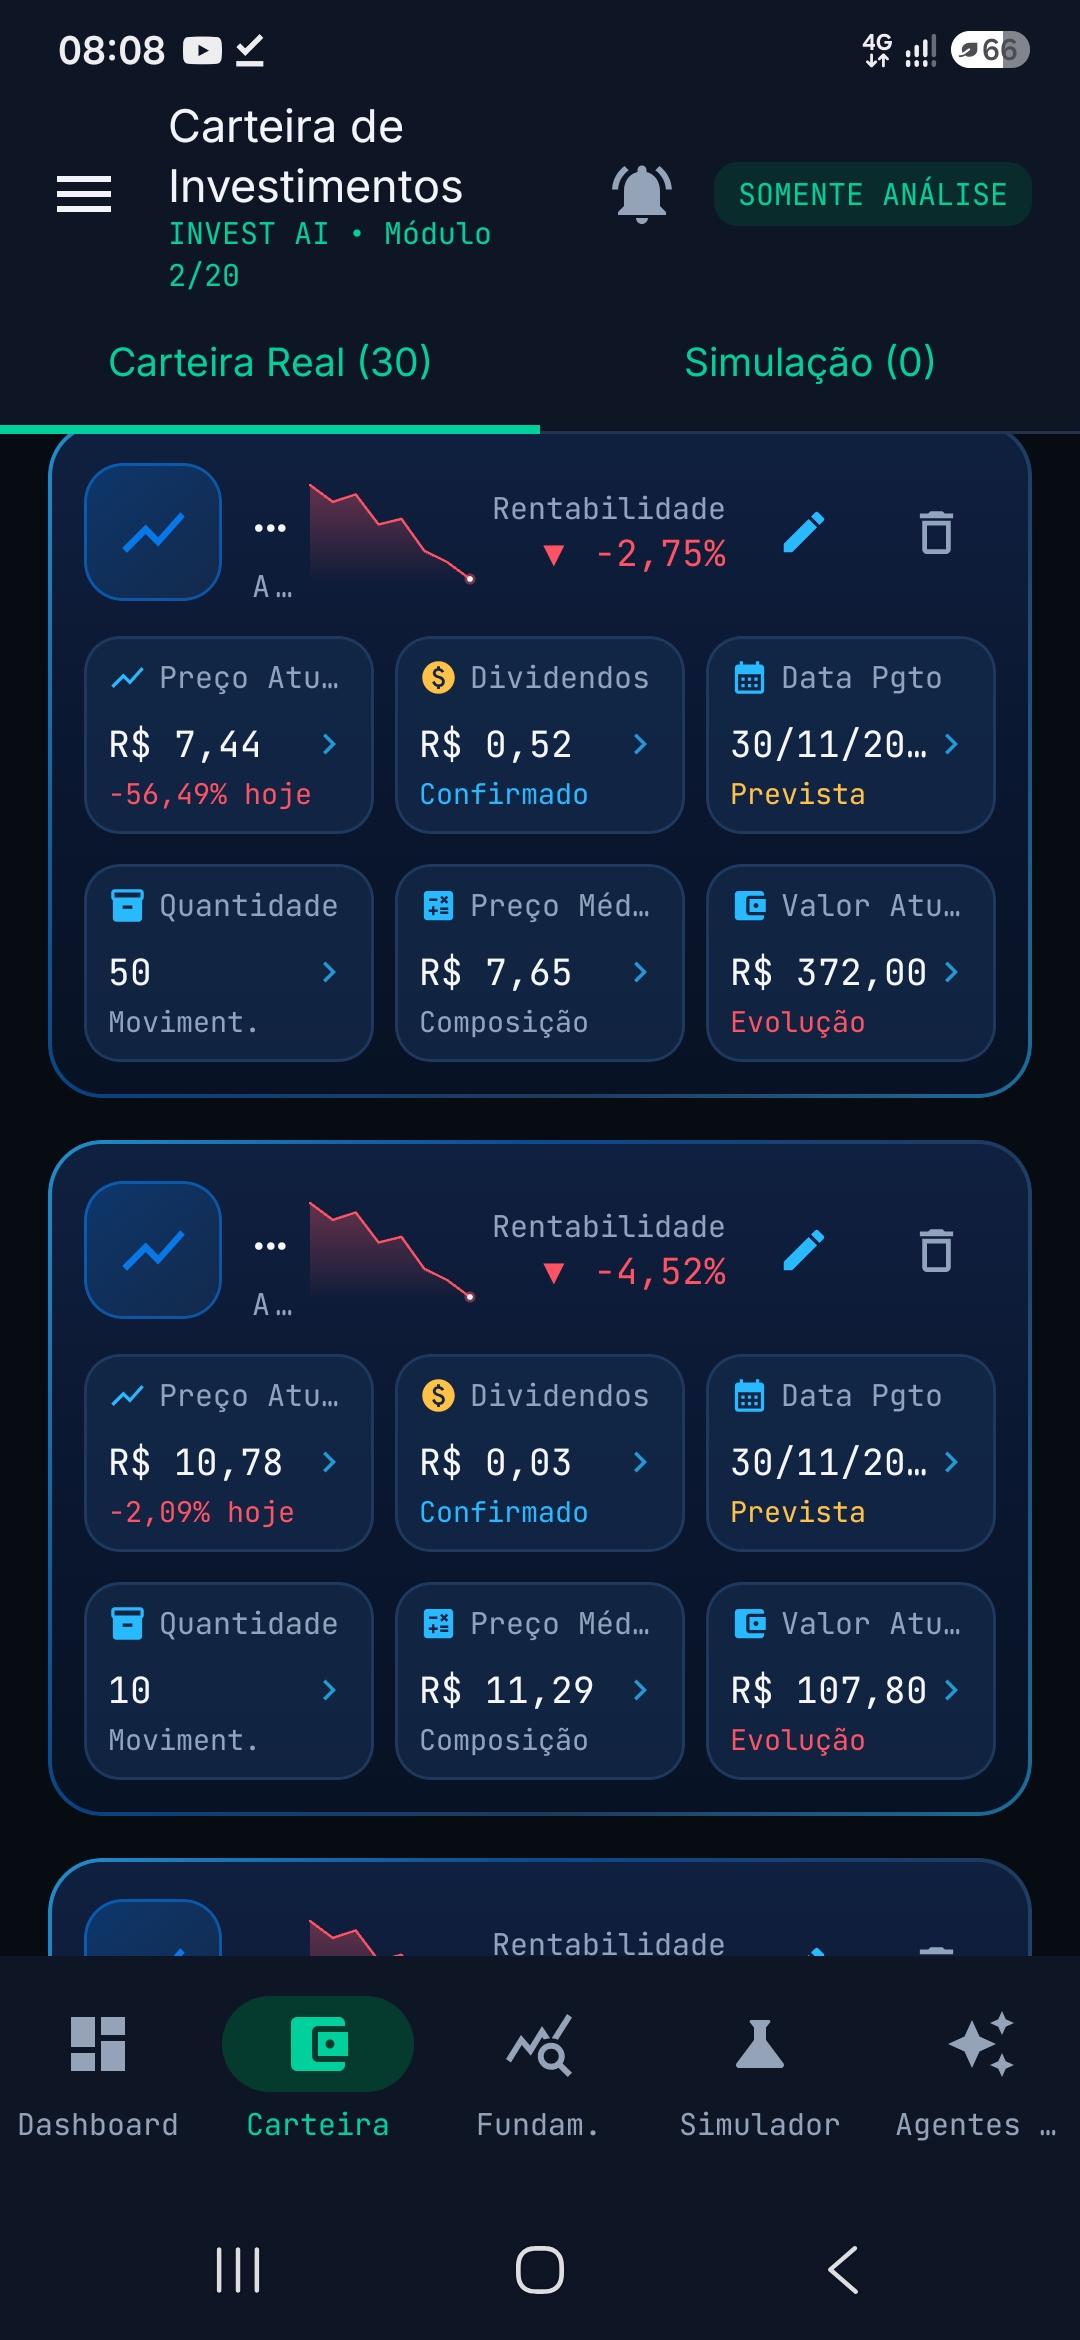 08:08
4G
66
Carteira de
Investimentos
INVEST AI • Módulo
2/20
SOMENTE ANÁLISE
Carteira Real (30)
Simulação (0)
...
A…
Rentabilidade
▼ -2,75%
Preço Atu…
R$ 7,44
-56,49% hoje
Dividendos
R$ 0,52
Confirmado
Data Pgto
30/11/20…
Prevista
Quantidade
50
Moviment.
Preço Méd…
R$ 7,65
Composição
Valor Atu…
R$ 372,00
Evolução
...
A…
Rentabilidade
▼ -4,52%
Preço Atu…
R$ 10,78
-2,09% hoje
Dividendos
R$ 0,03
Confirmado
Data Pgto
30/11/20…
Prevista
Quantidade
10
Moviment.
Preço Méd…
R$ 11,29
Composição
Valor Atu…
R$ 107,80
Evolução
Rentabilidade
Dashboard
Carteira
Fundam.
Simulador
Agentes …